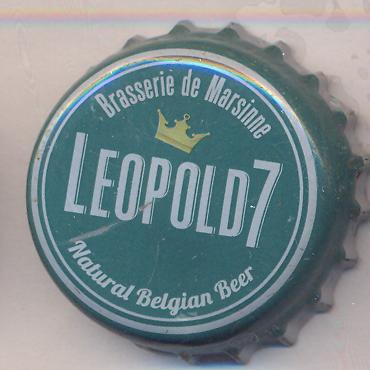 Brasserie de Marsinne
LEOPOLD7
Natural Belgian Beer